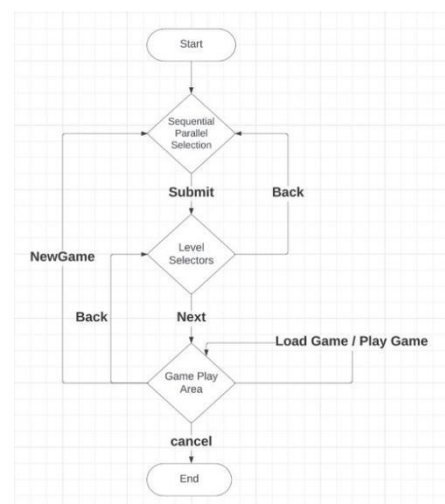 Start
Sequential
Parallel
Selection
Submit
Back
Level
Selectors
NewGame
Back
Next
Load Game / Play Game
Game Play
Area
cancel
End